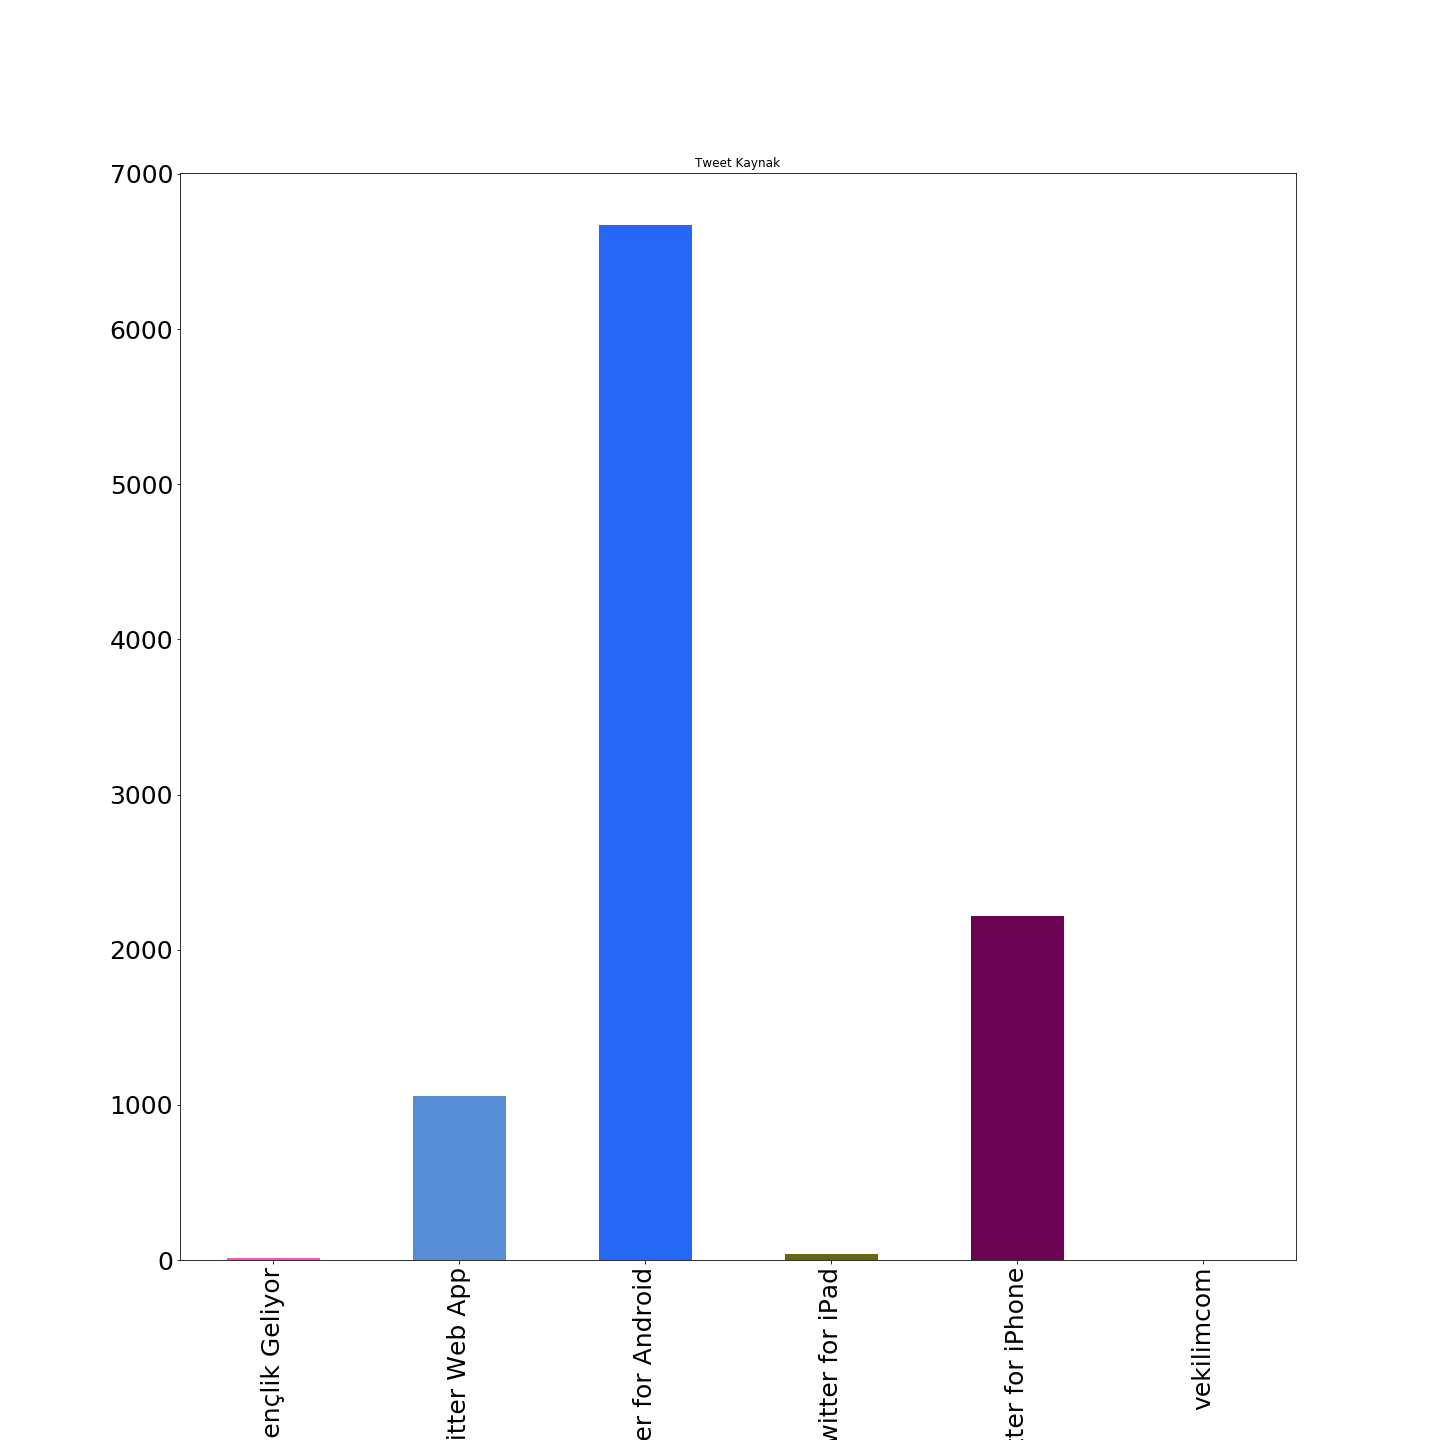 Tweet Kaynak
7000
6000
5000
4000
3000
2000
1000
0
ençlik Geliyor
itter Web App
er for Android
witter for iPad
tter for iPhone
vekilimcom